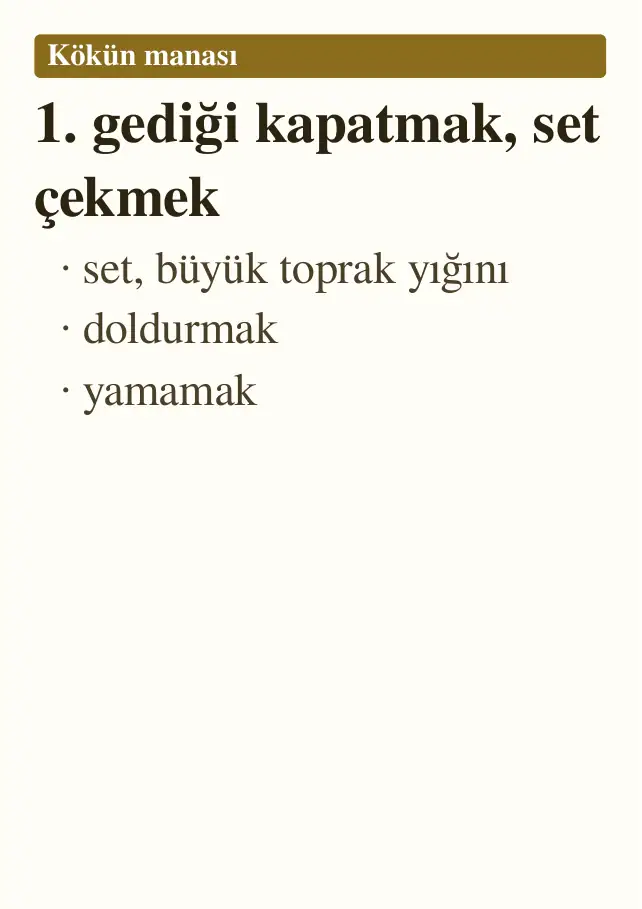 Kökün manası
1. gediği kapatmak, set
çekmek
· set, büyük toprak yığını
· doldurmak
· yamamak